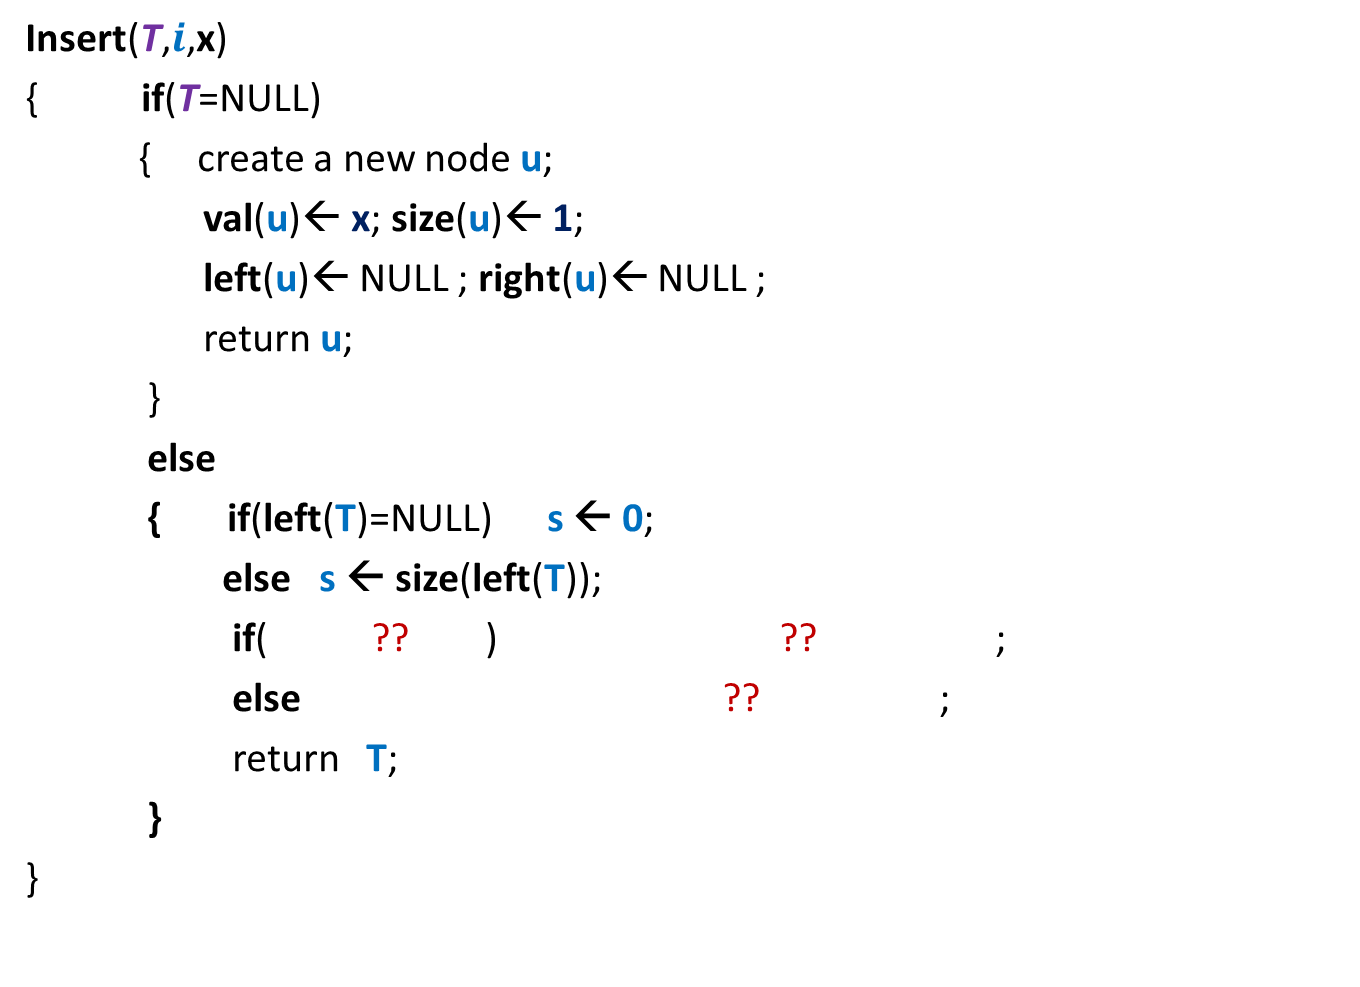 Insert(T,i,x)
{ if(T=NULL)
{ create a new node u;
val(u)← x; size(u)← 1;
left(u)← NULL ; right(u)← NULL ;
return u;
}
else
{ if(left(T)=NULL) s ← 0;
else s ← size(left(T));
if( ?? ) ?? ;
else ?? ;
return T;
}
}